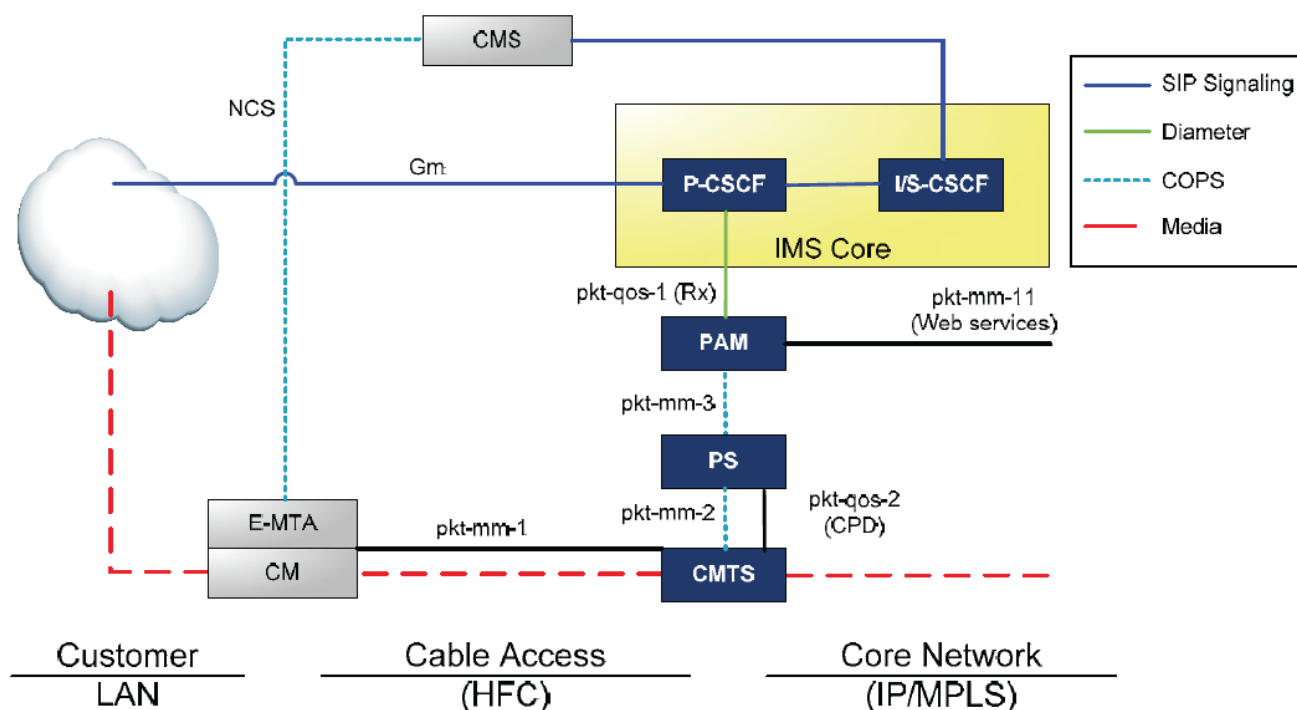 CMS
SIP Signaling
Diameter
COPS
Media
NCS
Gm
P-CSCF
I/S-CSCF
IMS Core
pkt-qos-1 (Rx)
pkt-mm-11
(Web services)
PAM
pkt-mm-3
PS
pkt-mm-2
pkt-qos-2
(CPD)
E-MTA
pkt-mm-1
CM
CMTS
Customer
LAN
Cable Access
(HFC)
Core Network
(IP/MPLS)